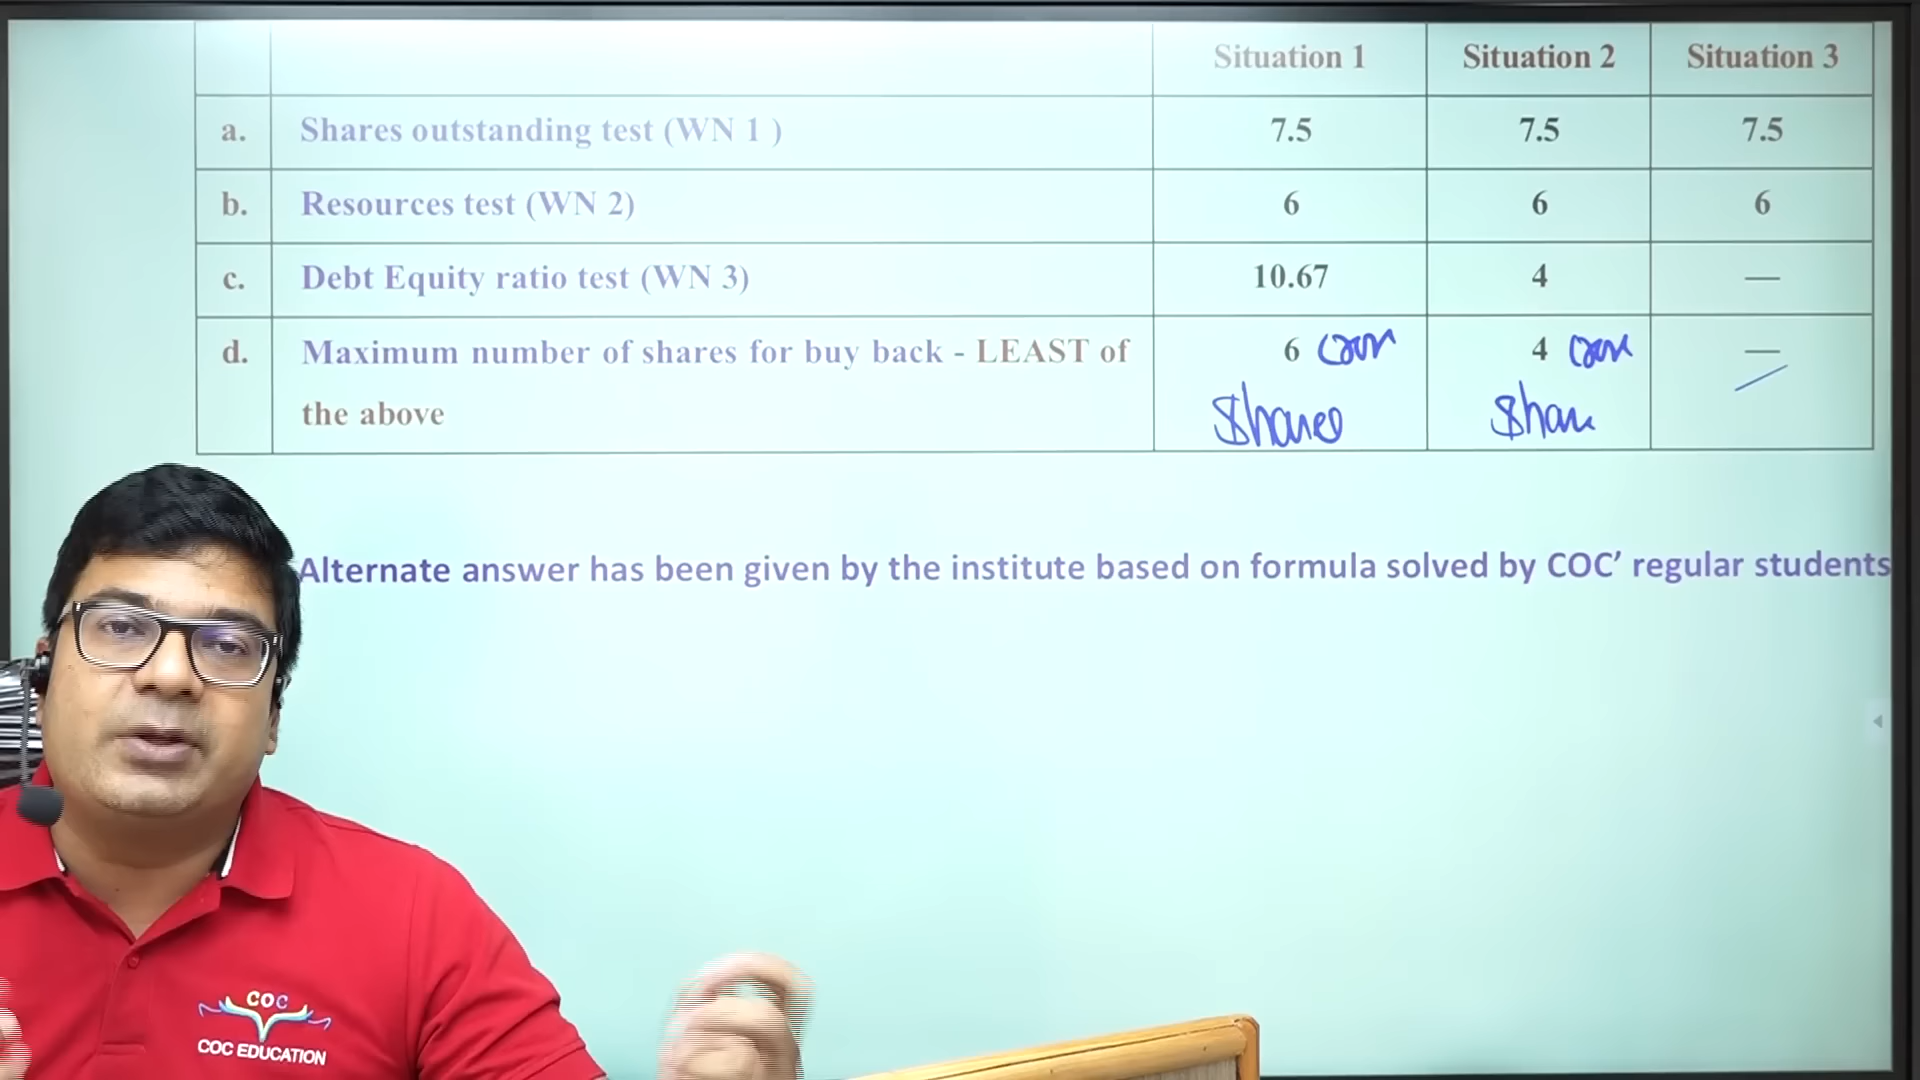 Situation 1 Situation 2 Situation 3
a. Shares outstanding test (WN 1 ) 7.5 7.5 7.5
b. Resources test (WN 2) 6 6 6
c. Debt Equity ratio test (WN 3) 10.67 4 —
d. Maximum number of shares for buy back - LEAST of 6 4 —
the above Shares Share
Alternate answer has been given by the institute based on formula solved by COC’ regular students
COC
COC EDUCATION